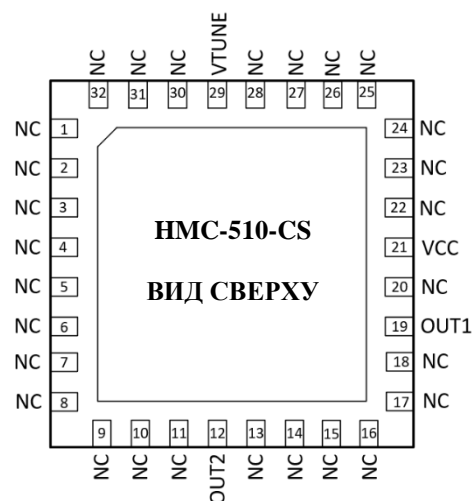 NC NC NC VTUNE NC NC NC NC
32 31 30 29 28 27 26 25
NC 1 24 NC
NC 2 23 NC
NC 3 22 NC
NC 4 21 VCC
NC 5 20 NC
NC 6 19 OUT1
NC 7 18 NC
NC 8 17 NC
HMC-510-CS
ВИД СВЕРХУ
9 10 11 12 13 14 15 16
NC NC NC OUT2 NC NC NC NC